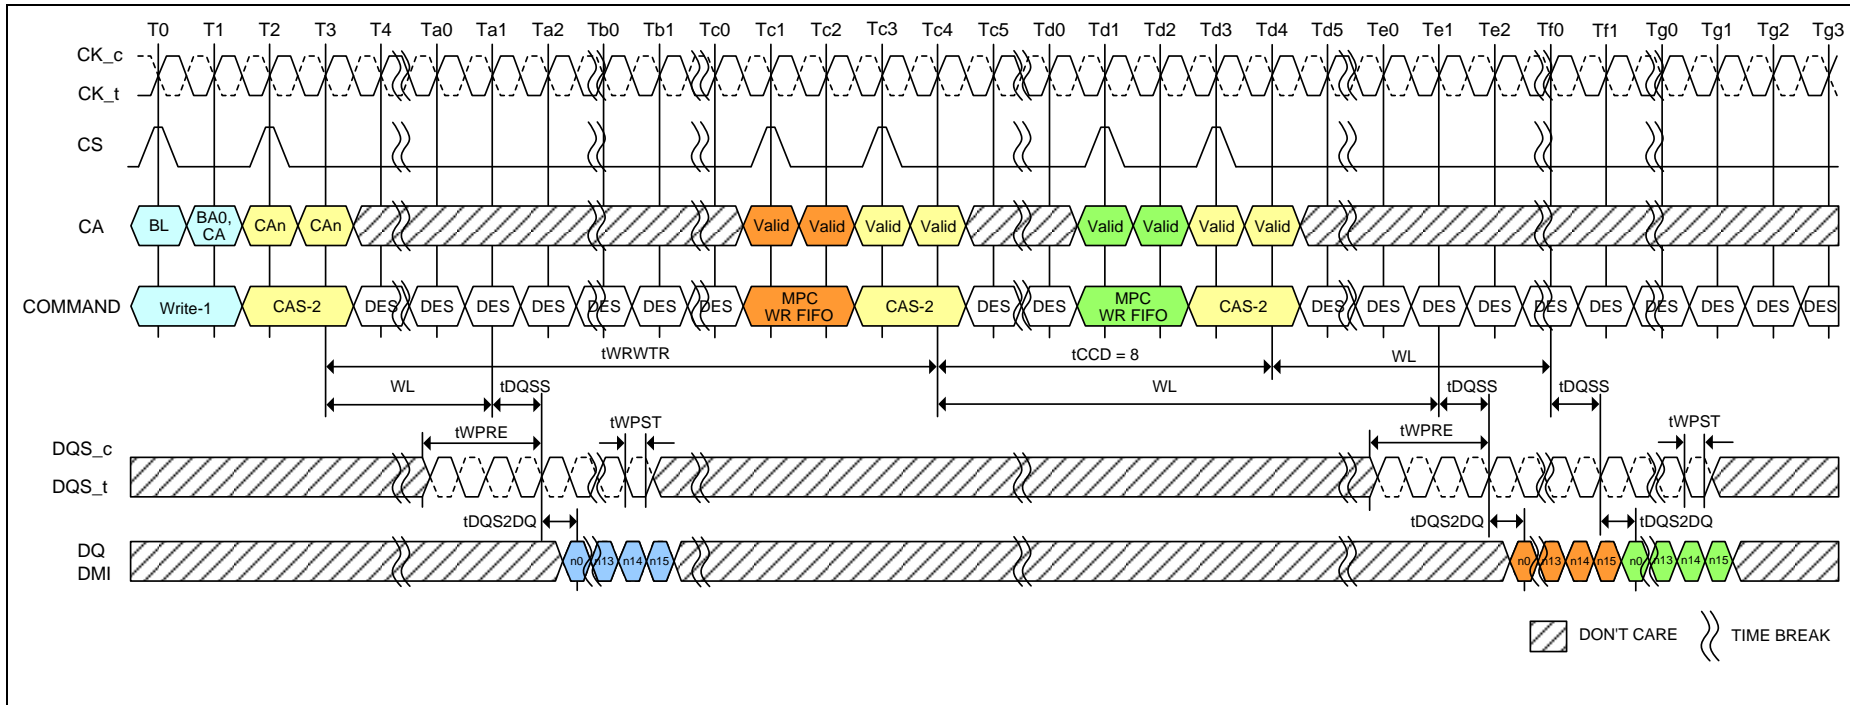 T0 T1 T2 T3 T4 Ta0 Ta1 Ta2 Tb0 Tb1 Tc0 Tc1 Tc2 Tc3 Tc4 Tc5 Td0 Td1 Td2 Td3 Td4 Td5 Te0 Te1 Te2 Tf0 Tf1 Tg0 Tg1 Tg2 Tg3
CK_c
CK_t
CS
CA BL BA0, CA CAn CAn Valid Valid Valid Valid Valid Valid Valid Valid
COMMAND Write-1 CAS-2 DES DES DES DES DES DES DES MPC WR FIFO CAS-2 DES DES MPC WR FIFO CAS-2 DES DES DES DES DES DES DES DES DES DES
tWRWTR tCCD = 8 WL
WL tDQSS WL tDQSS tDQSS
tWPRE tWPST tWPRE tWPST
DQS_c
DQS_t
tDQS2DQ tDQS2DQ tDQS2DQ
DQ
DMI
n0 n13 n14 n15 n0 n13 n14 n15 n0 n13 n14 n15
DON'T CARE TIME BREAK